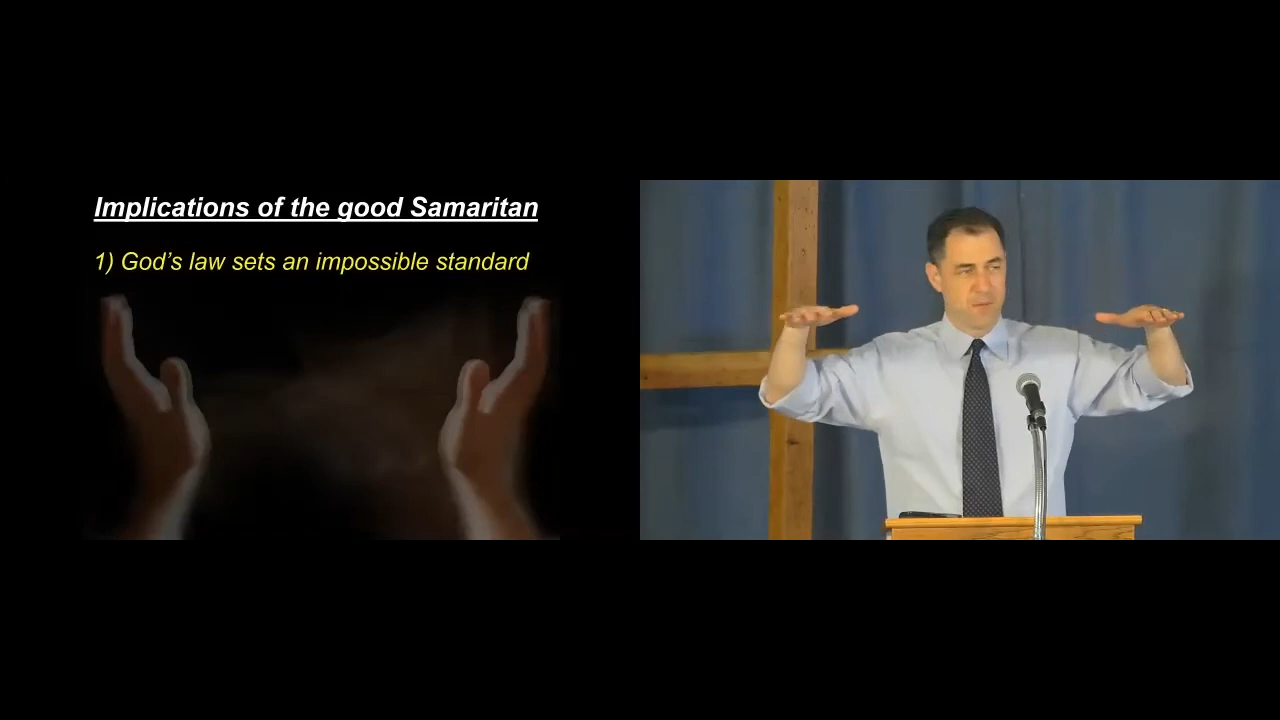 Implications of the good Samaritan
1) God’s law sets an impossible standard